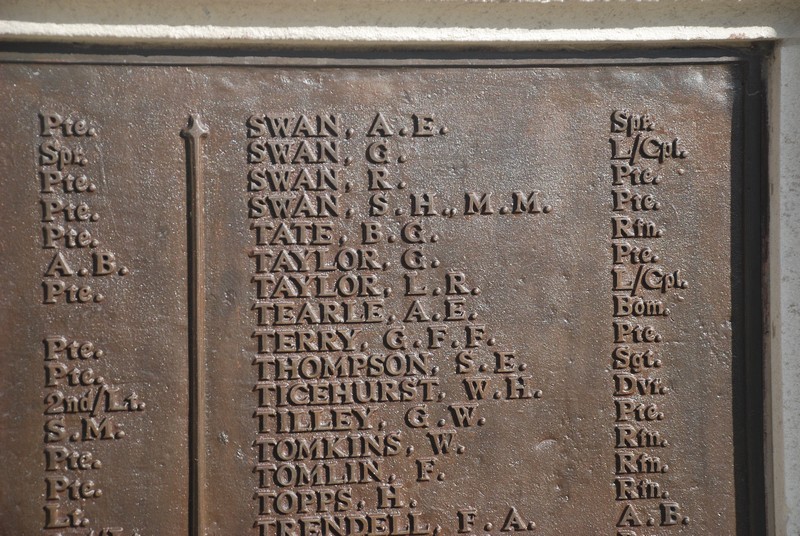 Pte.
Spr.
Pte.
Pte.
Pte.
A.B.
Pte.
Pte.
Pte.
2nd/Lt.
S.M.
Pte.
Pte.
Lt.
SWAN, A.E. Spr.
SWAN, G. L/Cpl.
SWAN, R. Pte.
SWAN, S.H., M.M. Pte.
TATE, B.G. Rfn.
TAYLOR, G. Pte.
TAYLOR, L.R. L/Cpl.
TEARLE, A.E. Bom.
TERRY, G.F.F. Pte.
THOMPSON, S.E. Sgt.
TICEHURST, W.H. Dvr.
TILLEY, G.W. Pte.
TOMKINS, W. Rfn.
TOMLIN, F. Rfn.
TOPPS, H. Rfn.
TRENDELL, F.A. A.B.